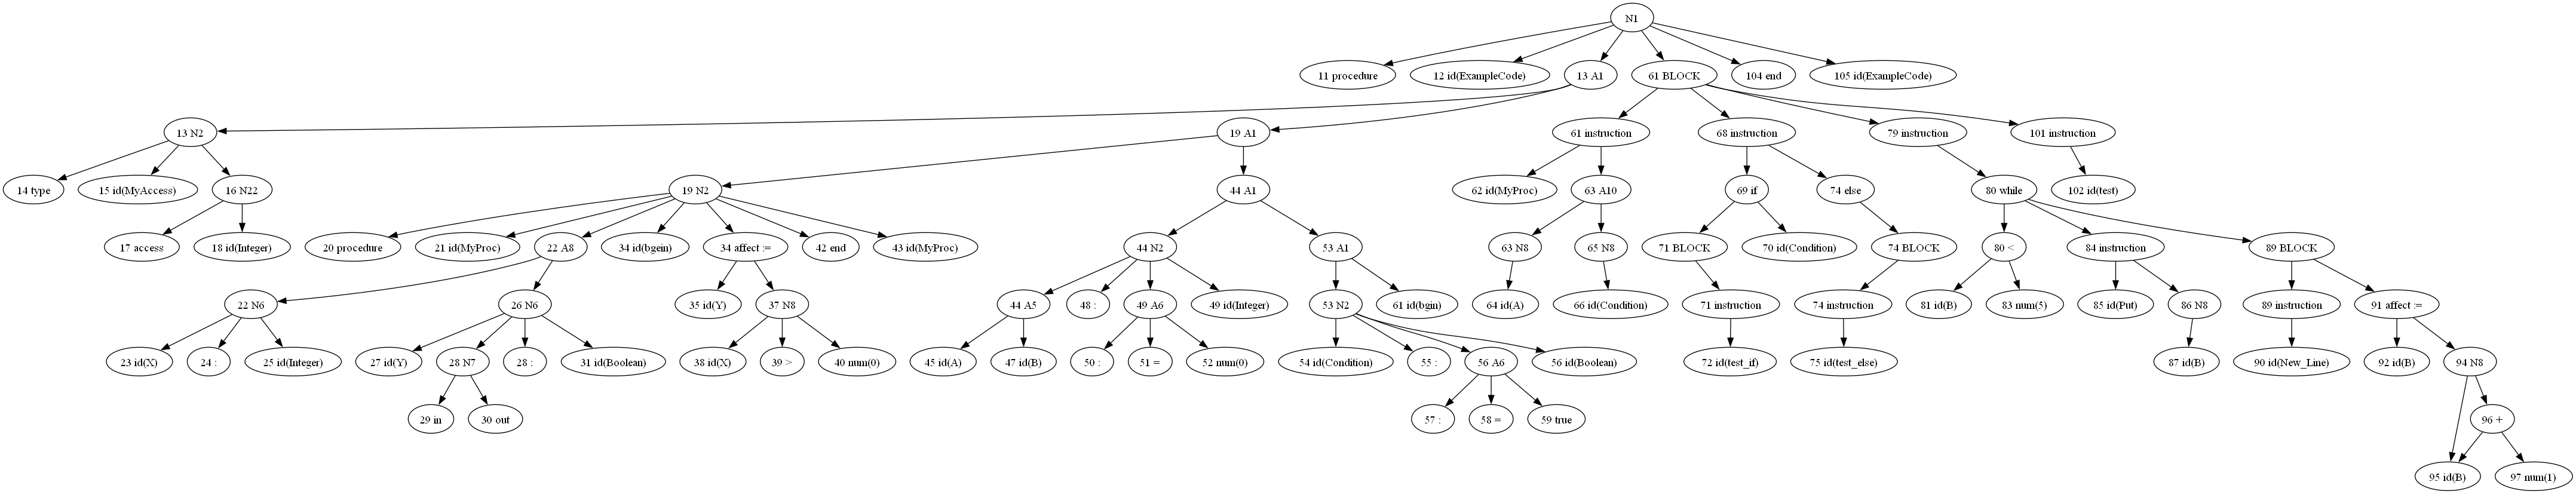 N1
11 procedure
12 id(ExampleCode)
13 A1
61 BLOCK
104 end
105 id(ExampleCode)
13 N2
19 A1
61 instruction
68 instruction
79 instruction
101 instruction
14 type
15 id(MyAccess)
16 N22
19 N2
44 A1
62 id(MyProc)
63 A10
69 if
74 else
80 while
102 id(test)
17 access
18 id(Integer)
20 procedure
21 id(MyProc)
22 A8
34 id(bgein)
34 affect :=
42 end
43 id(MyProc)
44 N2
53 A1
63 N8
65 N8
71 BLOCK
70 id(Condition)
74 BLOCK
80 <
84 instruction
89 BLOCK
22 N6
26 N6
35 id(Y)
37 N8
44 A5
48 :
49 A6
49 id(Integer)
53 N2
61 id(bgin)
64 id(A)
66 id(Condition)
71 instruction
74 instruction
81 id(B)
83 num(5)
85 id(Put)
86 N8
89 instruction
91 affect :=
23 id(X)
24 :
25 id(Integer)
27 id(Y)
28 N7
28 :
31 id(Boolean)
38 id(X)
39 >
40 num(0)
45 id(A)
47 id(B)
50 :
51 =
52 num(0)
54 id(Condition)
55 :
56 A6
56 id(Boolean)
72 id(test_if)
75 id(test_else)
87 id(B)
90 id(New_Line)
92 id(B)
94 N8
29 in
30 out
57 :
58 =
59 true
96 +
95 id(B)
97 num(1)